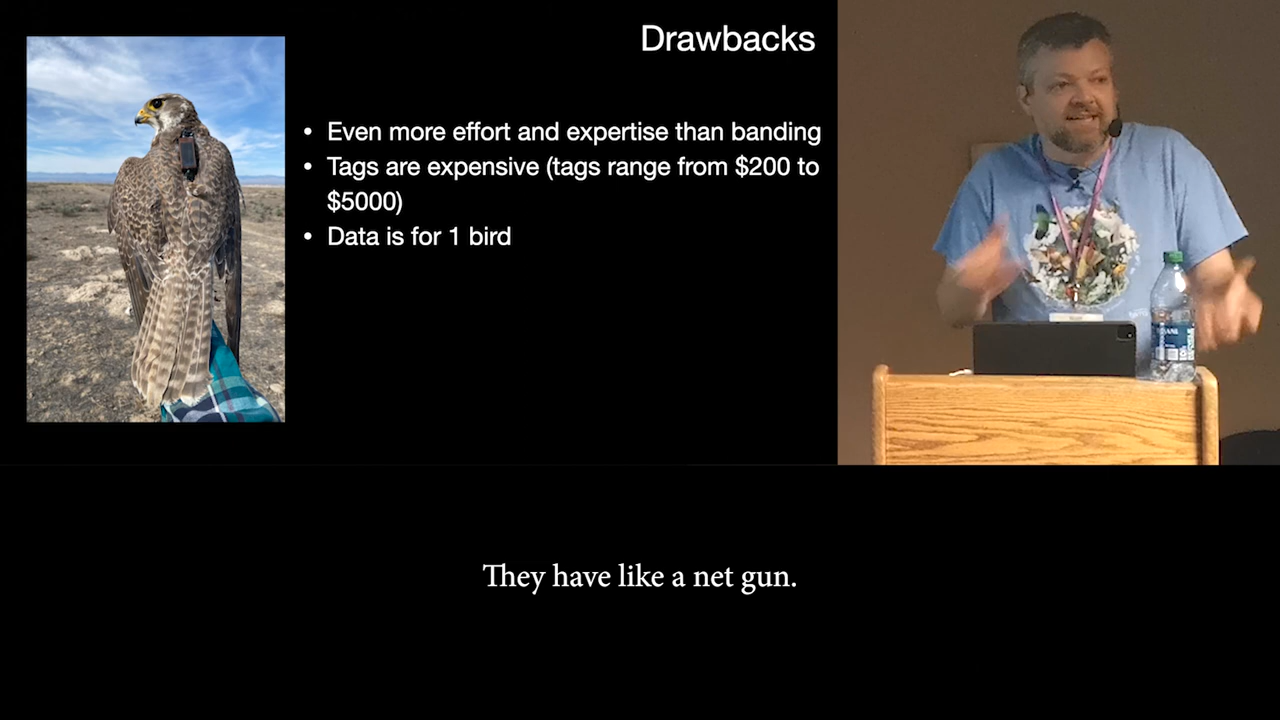 Drawbacks
• Even more effort and expertise than banding
• Tags are expensive (tags range from $200 to
$5000)
• Data is for 1 bird
They have like a net gun.